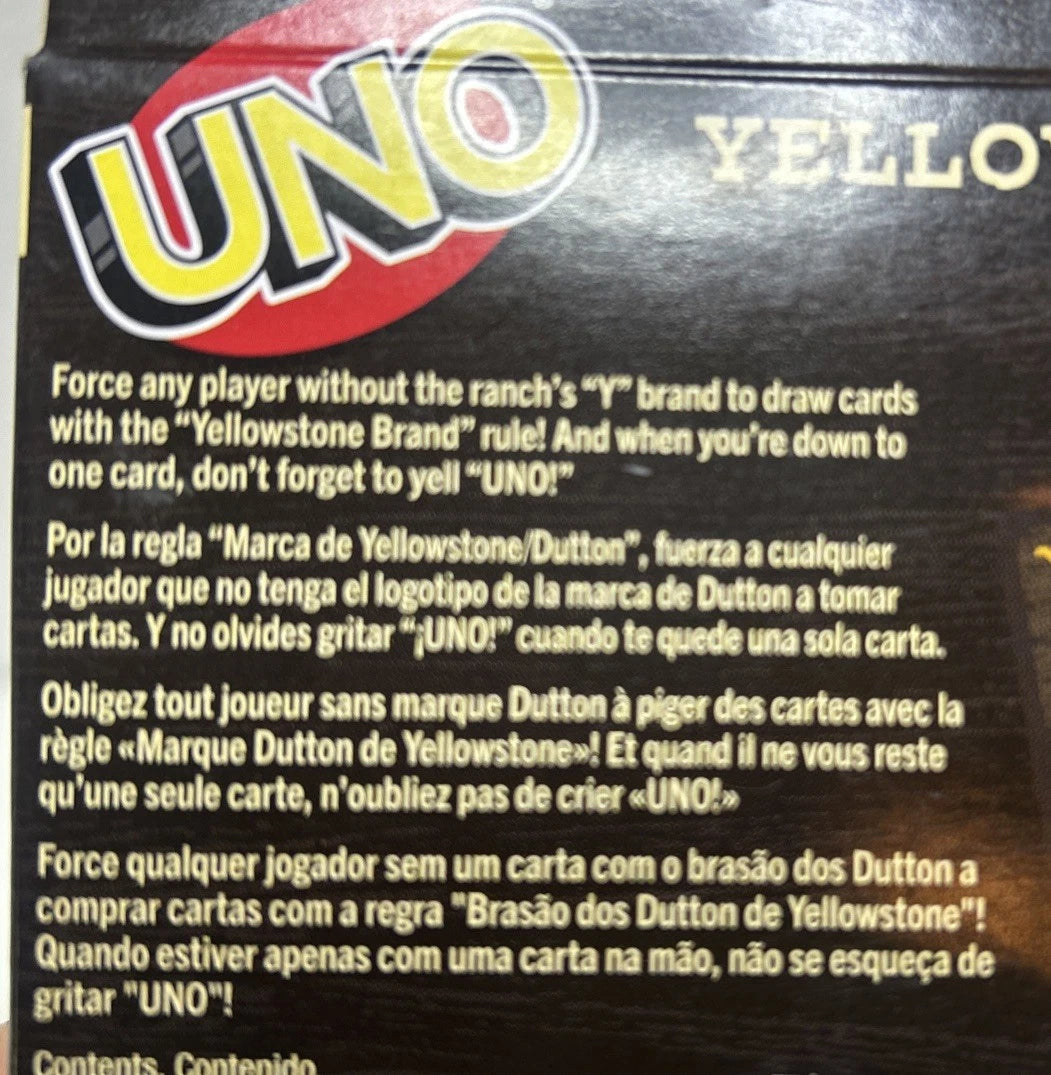 UNO
YELLO
Force any player without the ranch's “Y” brand to draw cards
with the “Yellowstone Brand” rule! And when you're down to
one card, don't forget to yell “UNO!”
Por la regla “Marca de Yellowstone/Dutton”, fuerza a cualquier
jugador que no tenga el logotipo de la marca de Dutton a tomar
cartas. Y no olvides gritar “¡UNO!” cuando te quede una sola carta.
Obligez tout joueur sans marque Dutton à piger des cartes avec la
règle «Marque Dutton de Yellowstone»! Et quand il ne vous reste
qu'une seule carte, n'oubliez pas de crier «UNO!»
Force qualquer jogador sem um carta com o brasão dos Dutton a
comprar cartas com a regra "Brasão dos Dutton de Yellowstone"!
Quando estiver apenas com uma carta na mão, não se esqueça de
gritar "UNO"!
Contents, Contenido